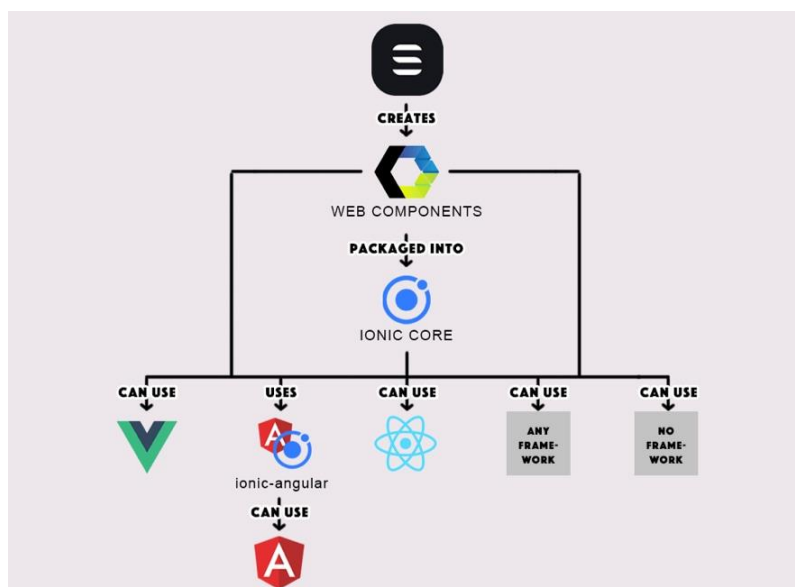 CREATES
WEB COMPONENTS
PACKAGED INTO
IONIC CORE
CAN USE
USES
CAN USE
CAN USE
CAN USE
ANY
FRAME-
WORK
NO
FRAME-
WORK
ionic-angular
CAN USE